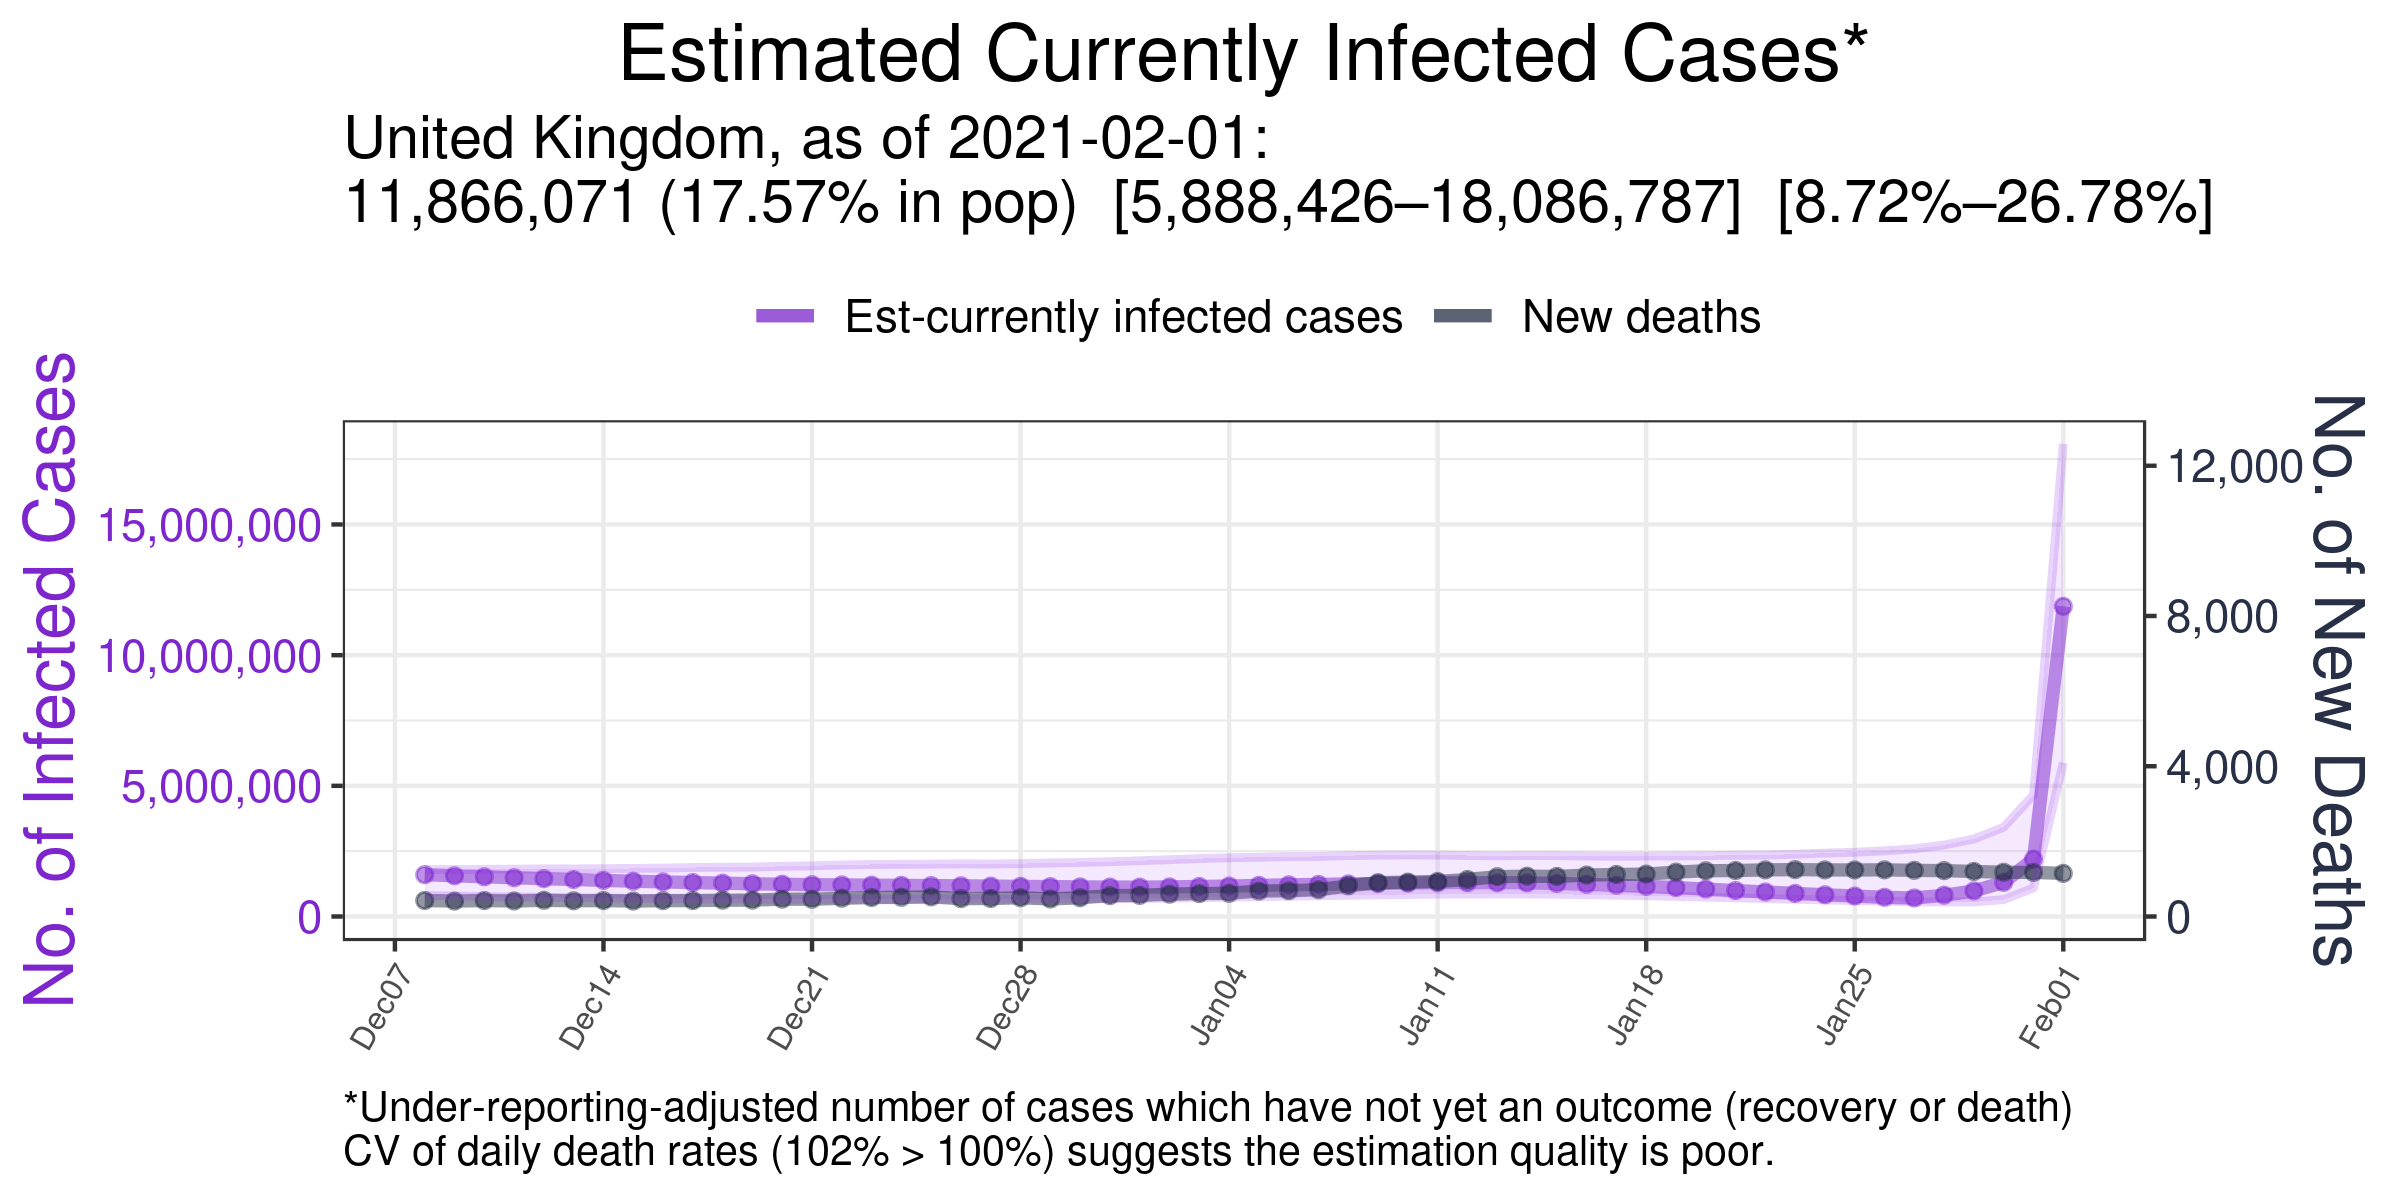 Estimated Currently Infected Cases*
United Kingdom, as of 2021-02-01:
11,866,071 (17.57% in pop) [5,888,426–18,086,787] [8.72%–26.78%]
Est-currently infected cases
New deaths
No. of Infected Cases
15,000,000
10,000,000
5,000,000
0
12,000
8,000
4,000
0
No. of New Deaths
Dec07
Dec14
Dec21
Dec28
Jan04
Jan11
Jan18
Jan25
Feb01
*Under-reporting-adjusted number of cases which have not yet an outcome (recovery or death)
CV of daily death rates (102% > 100%) suggests the estimation quality is poor.